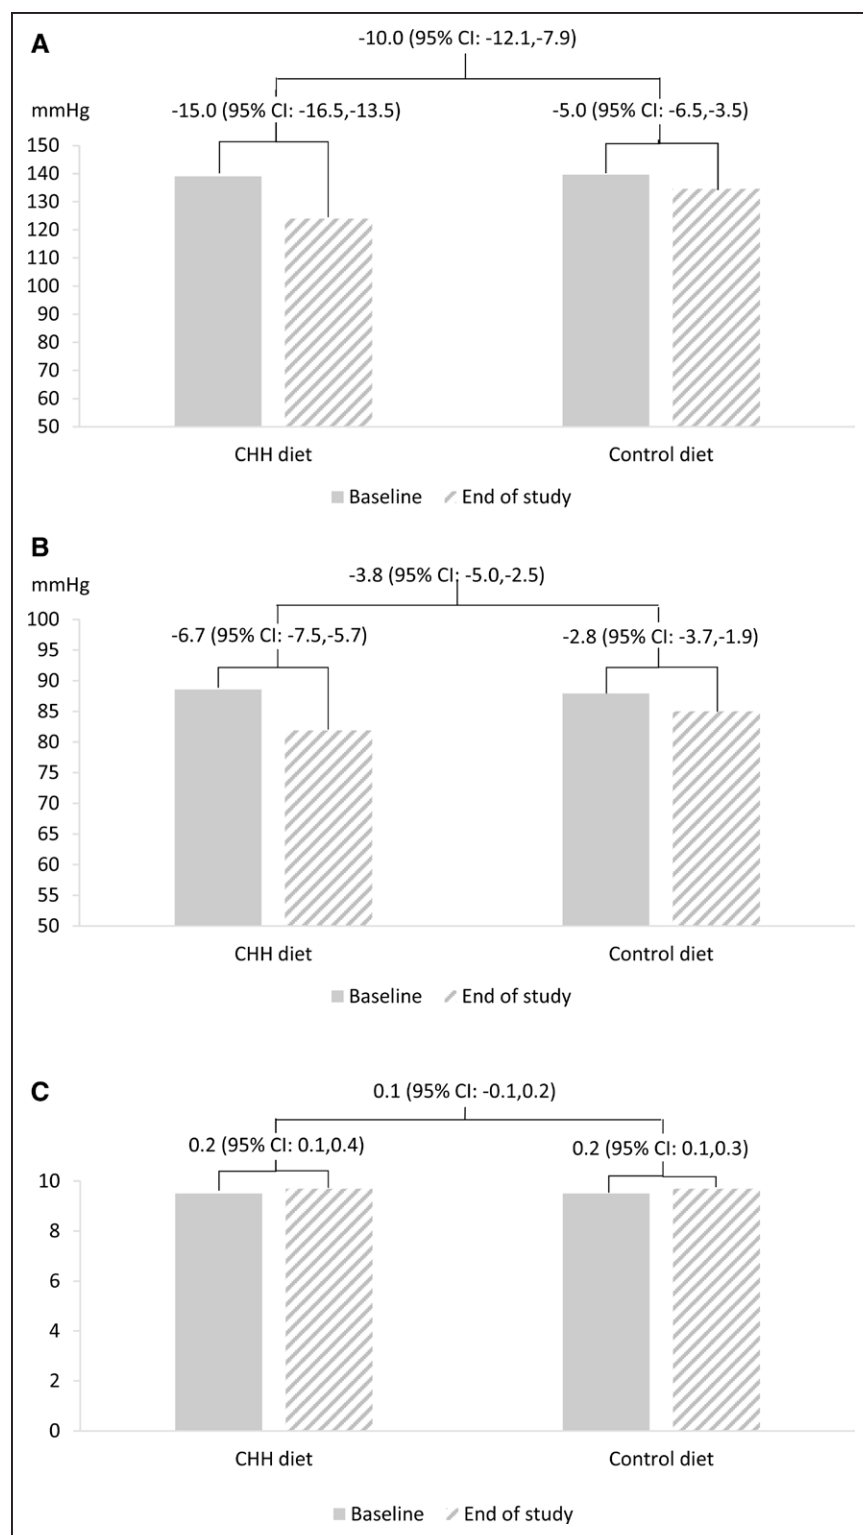 A
-10.0 (95% CI: -12.1,-7.9)
mmHg
-15.0 (95% CI: -16.5,-13.5)
-5.0 (95% CI: -6.5,-3.5)
150
140
130
120
110
100
90
80
70
60
50
CHH diet
Control diet
Baseline
End of study
B
mmHg
-3.8 (95% CI: -5.0,-2.5)
-6.7 (95% CI: -7.5,-5.7)
-2.8 (95% CI: -3.7,-1.9)
100
95
90
85
80
75
70
65
60
55
50
CHH diet
Control diet
Baseline
End of study
C
0.1 (95% CI: -0.1,0.2)
0.2 (95% CI: 0.1,0.4)
0.2 (95% CI: 0.1,0.3)
10
8
6
4
2
0
CHH diet
Control diet
Baseline
End of study